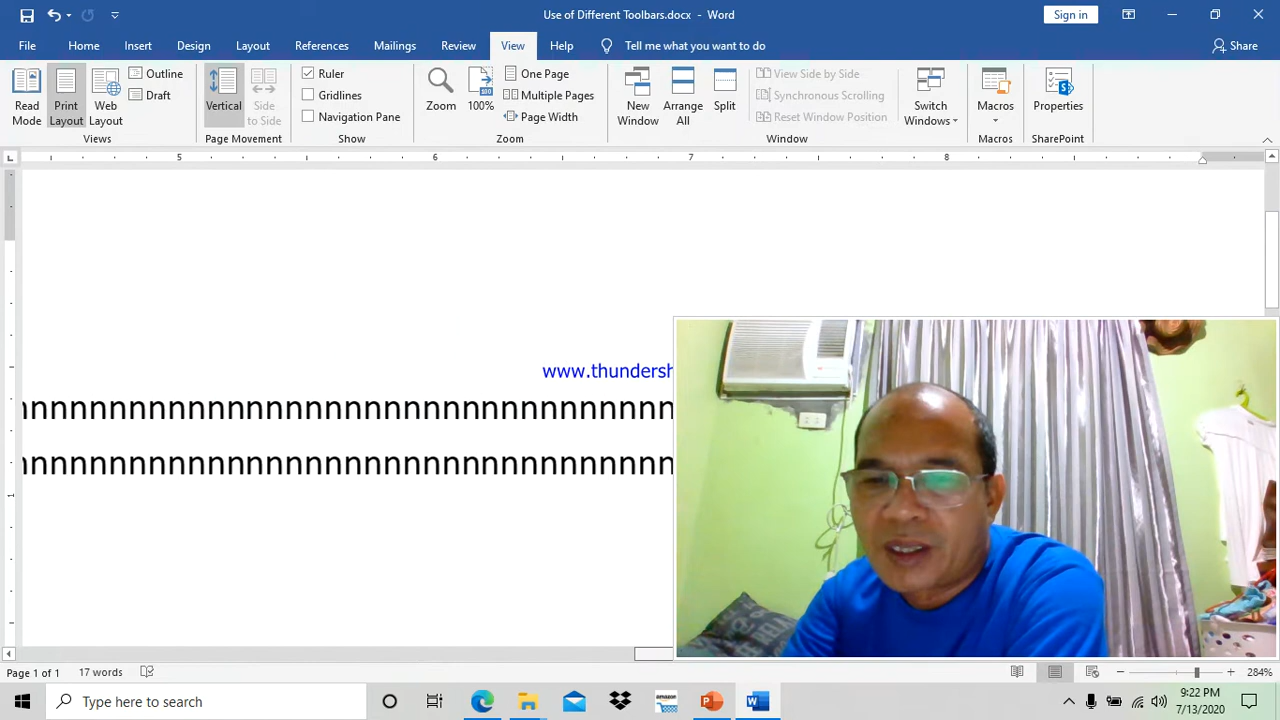 Use of Different Toolbars.docx - Word
Sign in
File Home Insert Design Layout References Mailings Review View Help Tell me what you want to do Share
Read Mode
Print Layout
Web Layout
Outline
Draft
Views
Vertical
Side to Side
Page Movement
Ruler
Gridlines
Navigation Pane
Show
Zoom
100%
One Page
Multiple Pages
Page Width
Zoom
New Window
Arrange All
Split
View Side by Side
Synchronous Scrolling
Reset Window Position
Window
Switch Windows
Macros
Macros
Properties
SharePoint
5 6 7 8
www.thundersh
nnnnnnnnnnnnnnnnnnnnnnnnnnnnnnnnn
nnnnnnnnnnnnnnnnnnnnnnnnnnnnnnnnn
Page 1 of 1 17 words 284%
Type here to search
9:22 PM
7/13/2020